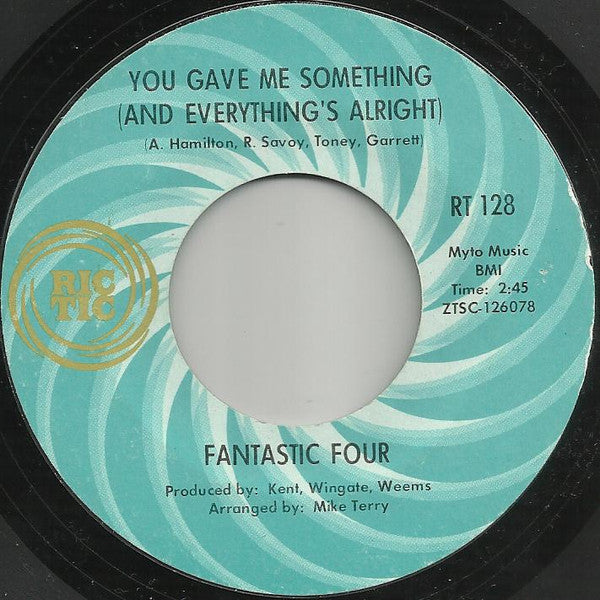 YOU GAVE ME SOMETHING
(AND EVERYTHING'S ALRIGHT)
(A. Hamilton, R. Savoy, Toney, Garrett)
RT 128
Myto Music
BMI
Time: 2:45
ZTSC-126078
RIC
TIC
FANTASTIC FOUR
Produced by: Kent, Wingate, Weems
Arranged by: Mike Terry